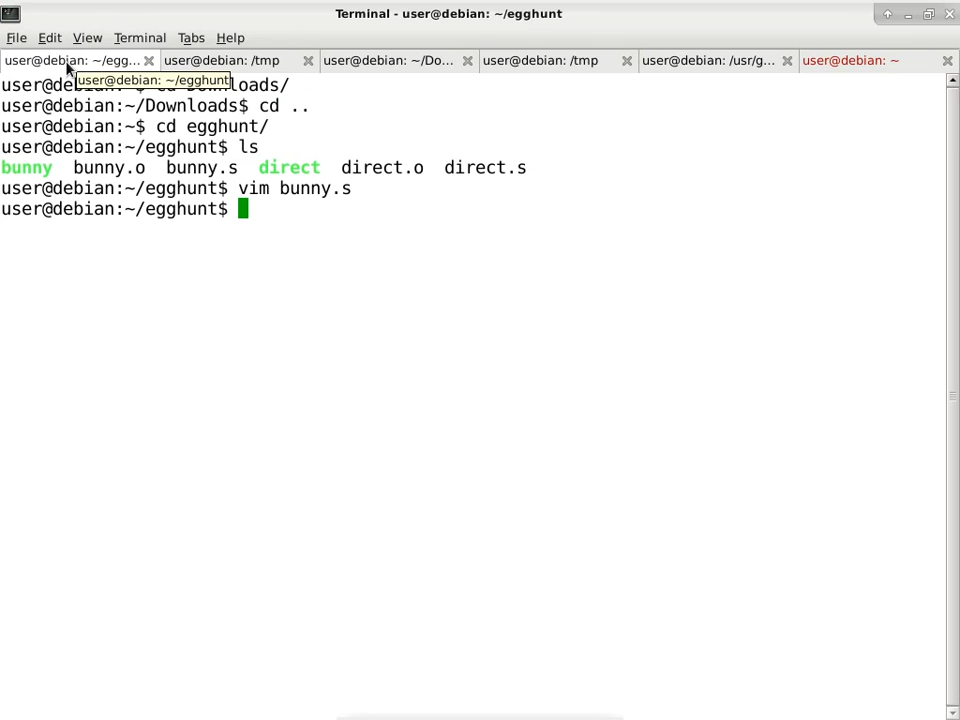 Terminal - user@debian: ~/egghunt
File Edit View Terminal Tabs Help
user@debian: ~/egg... user@debian: /tmp user@debian: ~/Do... user@debian: /tmp user@debian: /usr/g... user@debian: ~
user@debian: ~/egghunt
$ cd Downloads/
user@debian:~/Downloads$ cd ..
user@debian:~$ cd egghunt/
user@debian:~/egghunt$ ls
bunny bunny.o bunny.s direct direct.o direct.s
user@debian:~/egghunt$ vim bunny.s
user@debian:~/egghunt$